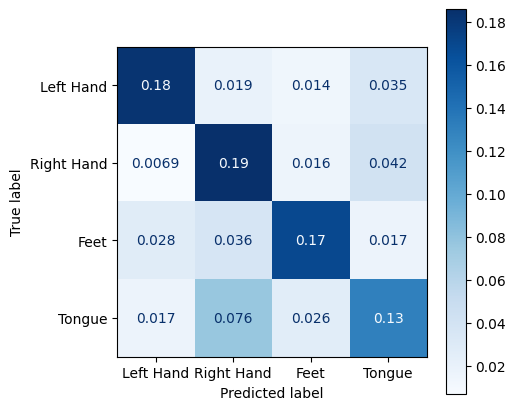 Left Hand 0.18 0.019 0.014 0.035
Right Hand 0.0069 0.19 0.016 0.042
Feet 0.028 0.036 0.17 0.017
Tongue 0.017 0.076 0.026 0.13
Left Hand Right Hand Feet Tongue
Predicted label
True label
0.18
0.16
0.14
0.12
0.10
0.08
0.06
0.04
0.02